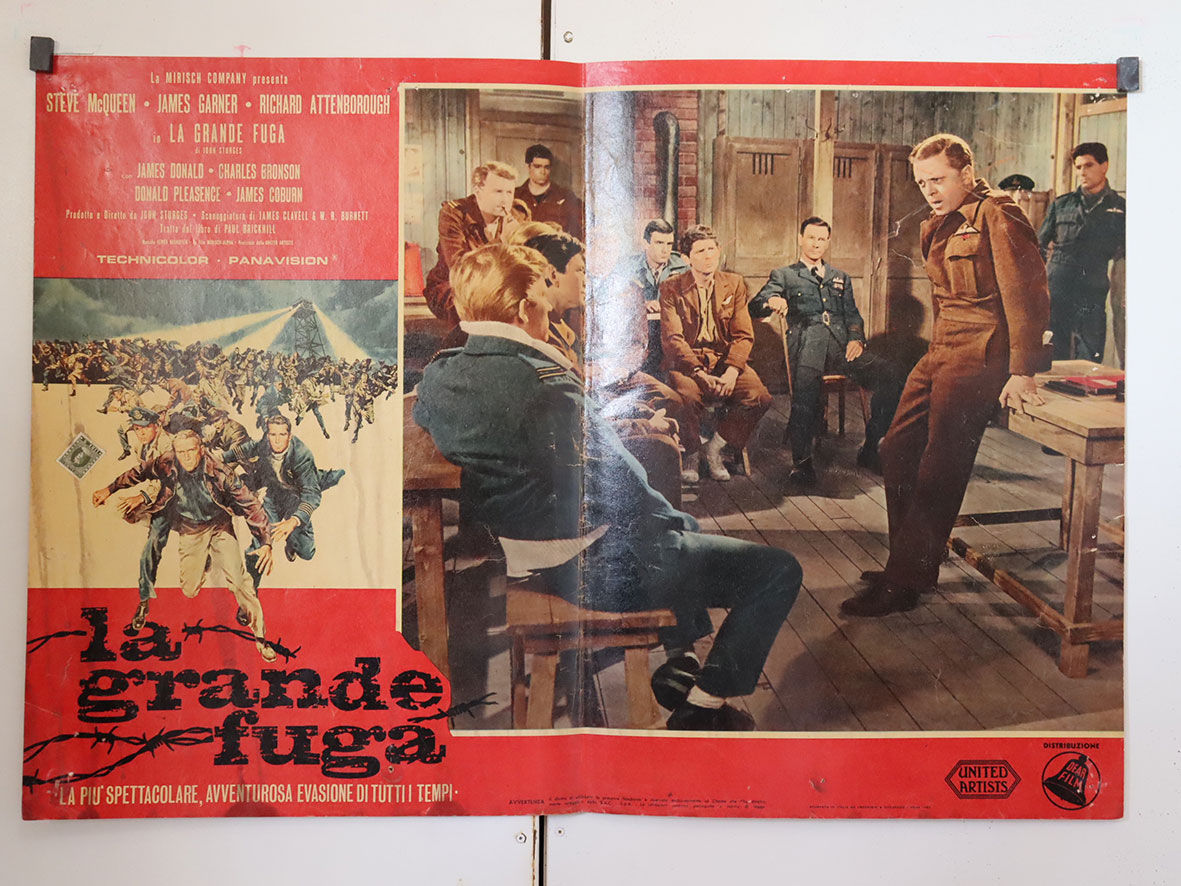 La MIRISCH COMPANY presenta
STEVE McQUEEN • JAMES GARNER • RICHARD ATTENBOROUGH
in LA GRANDE FUGA
di JOHN STURGES
con JAMES DONALD • CHARLES BRONSON
DONALD PLEASENCE • JAMES COBURN
Prodotto e Diretto da JOHN STURGES • Sceneggiatura di JAMES CLAVELL & W. R. BURNETT
Tratto dal libro di PAUL BRICKHILL
TECHNICOLOR • PANAVISION®
la
grande
fuga
LA PIU' SPETTACOLARE, AVVENTUROSA EVASIONE DI TUTTI I TEMPI •
AVVERTENZA
UNITED
ARTISTS
DISTRIBUZIONE
DEAR
FILM